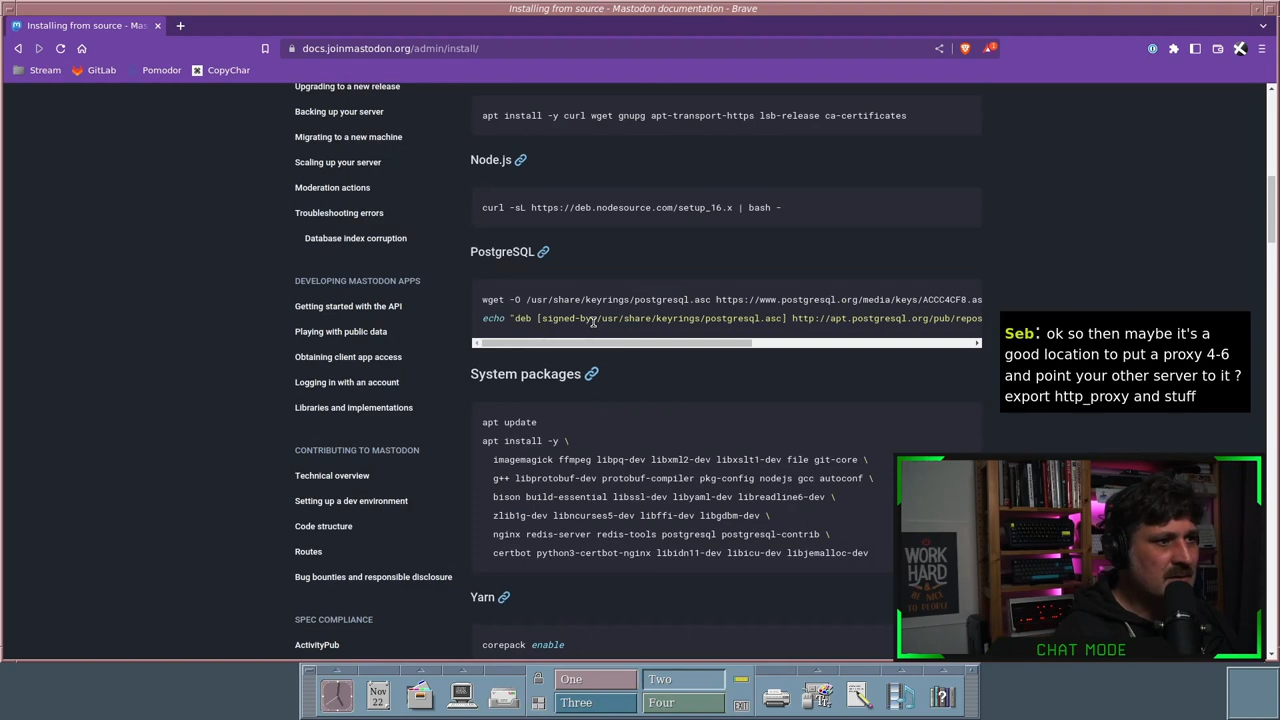 Installing from source - Mastodon documentation - Brave
Installing from source - Mas
docs.joinmastodon.org/admin/install/
Stream
GitLab
Pomodor
CopyChar
Upgrading to a new release
Backing up your server
Migrating to a new machine
Scaling up your server
Moderation actions
Troubleshooting errors
Database index corruption
DEVELOPING MASTODON APPS
Getting started with the API
Playing with public data
Obtaining client app access
Logging in with an account
Libraries and implementations
CONTRIBUTING TO MASTODON
Technical overview
Setting up a dev environment
Code structure
Routes
Bug bounties and responsible disclosure
SPEC COMPLIANCE
ActivityPub
apt install -y curl wget gnupg apt-transport-https lsb-release ca-certificates
Node.js
curl -sL https://deb.nodesource.com/setup_16.x | bash -
PostgreSQL
wget -O /usr/share/keyrings/postgresql.asc https://www.postgresql.org/media/keys/ACCC4CF8.as
echo "deb [signed-by=/usr/share/keyrings/postgresql.asc] http://apt.postgresql.org/pub/repos
System packages
apt update
apt install -y \
imagemagick ffmpeg libpq-dev libxml2-dev libxslt1-dev file git-core \
g++ libprotobuf-dev protobuf-compiler pkg-config nodejs gcc autoconf \
bison build-essential libssl-dev libyaml-dev libreadline6-dev \
zlib1g-dev libncurses5-dev libffi-dev libgdbm-dev \
nginx redis-server redis-tools postgresql postgresql-contrib \
certbot python3-certbot-nginx libidn11-dev libicu-dev libjemalloc-dev
Yarn
corepack enable
Seb: ok so then maybe it's a
good location to put a proxy 4-6
and point your other server to it ?
export http_proxy and stuff
WORK
HARD
& BE NICE
TO PEOPLE
CHAT MODE
Nov
22
One
Two
Three
Four
EXIT